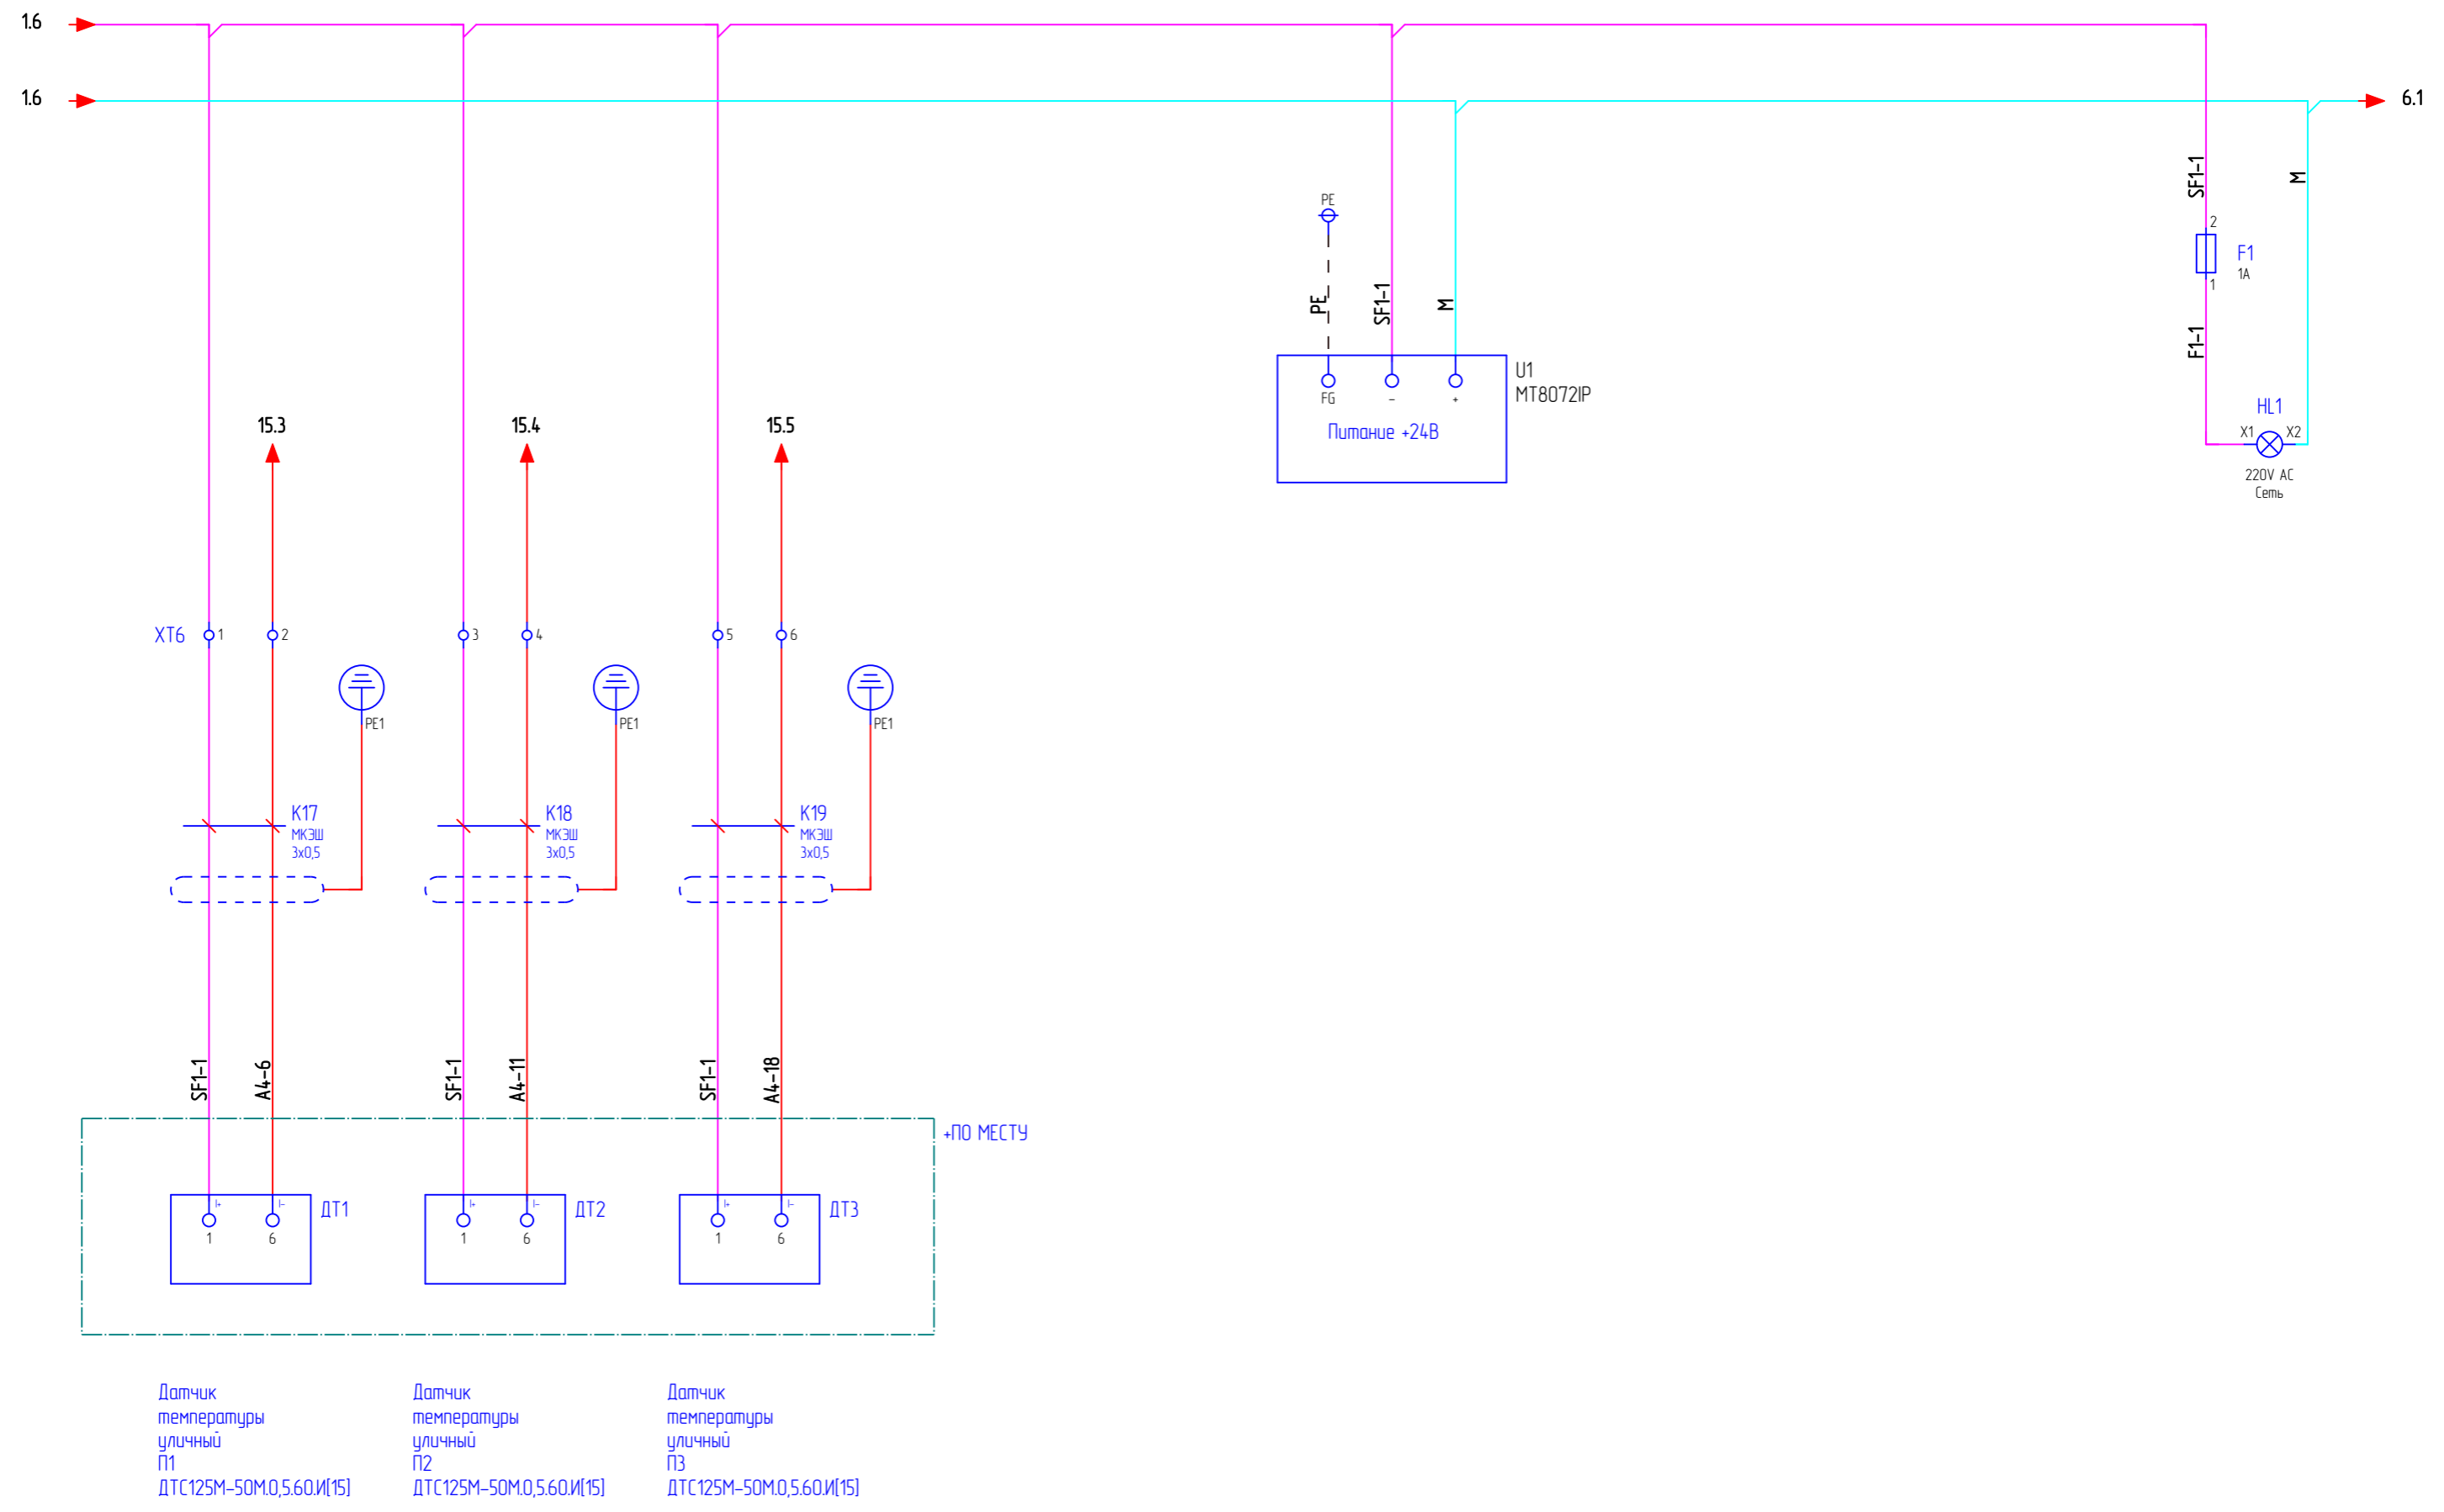 1.6
1.6
6.1
SF1-1
M
PE
2
F1
1A
1
PE
SF1-1
M
F1-1
U1
MT8072IP
FG
-
+
Питание +24В
HL1
X1
X2
220V AC
Сеть
15.3
15.4
15.5
XT6
1
2
3
4
5
6
PE1
PE1
PE1
K17
МКЭШ
3x0,5
K18
МКЭШ
3x0,5
K19
МКЭШ
3x0,5
SF1-1
A4-6
SF1-1
A4-11
SF1-1
A4-18
+ПО МЕСТУ
I+
I-
ДТ1
1
6
I+
I-
ДТ2
1
6
I+
I-
ДТ3
1
6
Датчик
температуры
уличный
П1
ДТС125М-50М.0,5.60.И[15]
Датчик
температуры
уличный
П2
ДТС125М-50М.0,5.60.И[15]
Датчик
температуры
уличный
П3
ДТС125М-50М.0,5.60.И[15]